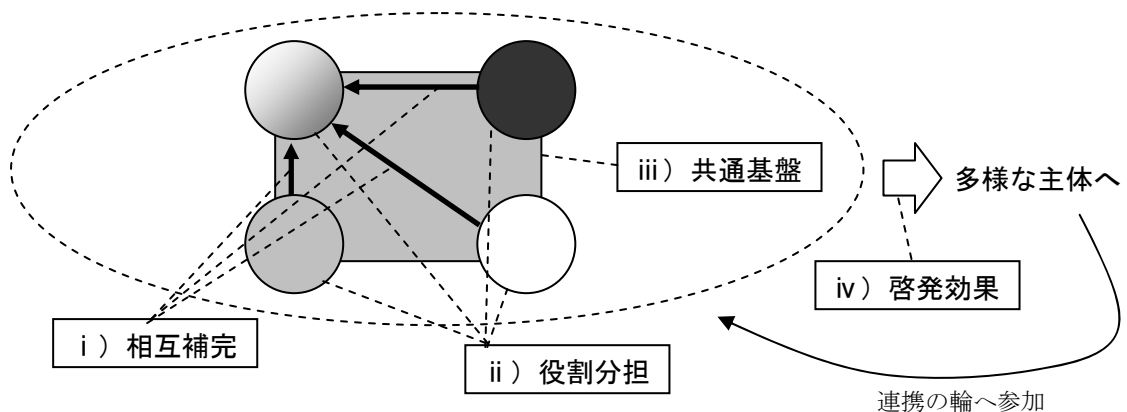 iii）共通基盤
多様な主体へ
iv）啓発効果
i）相互補完
ii）役割分担
連携の輪へ参加